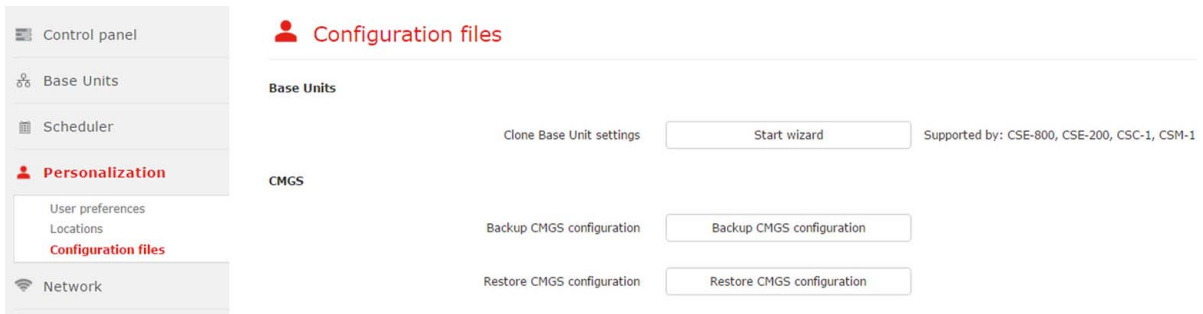 Control panel
Base Units
Scheduler
Personalization
User preferences
Locations
Configuration files
Network
Configuration files
Base Units
Clone Base Unit settings Start wizard Supported by: CSE-800, CSE-200, CSC-1, CSM-1
CMGS
Backup CMGS configuration Backup CMGS configuration
Restore CMGS configuration Restore CMGS configuration